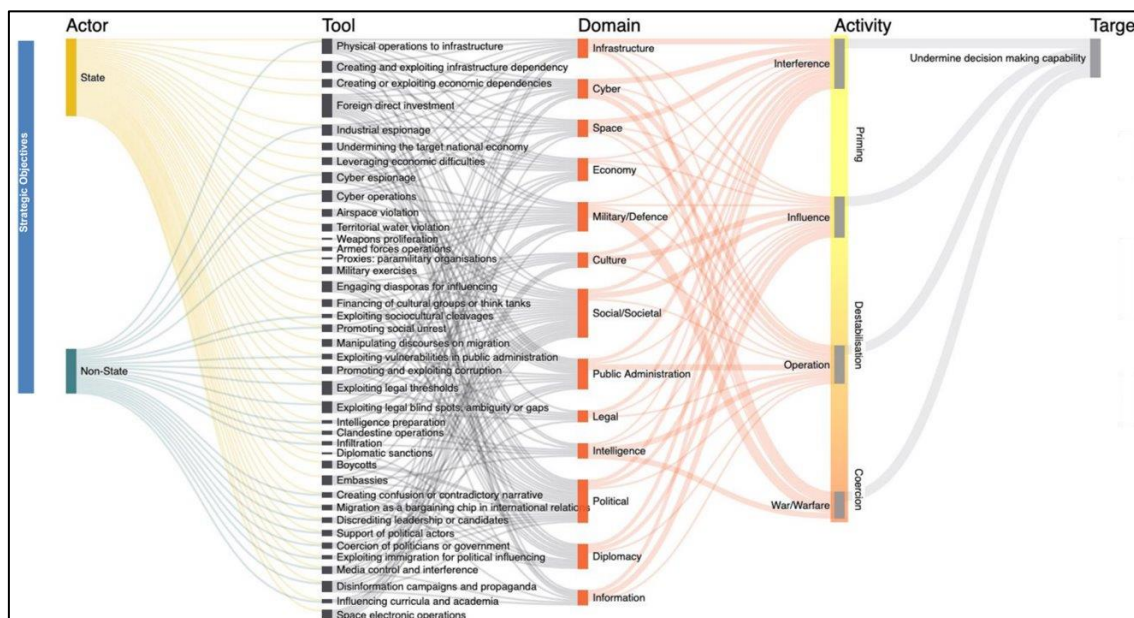 Actor
Tool
Domain
Activity
Target
Strategic Objectives
State
Non-State
Physical operations to infrastructure
Creating and exploiting infrastructure dependency
Creating or exploiting economic dependencies
Foreign direct investment
Industrial espionage
Undermining the target national economy
Leveraging economic difficulties
Cyber espionage
Cyber operations
Airspace violation
Territorial water violation
Weapons proliferation
Armed forces operations
Proxies: paramilitary organisations
Military exercises
Engaging diasporas for influencing
Financing of cultural groups or think tanks
Exploiting sociocultural cleavages
Promoting social unrest
Manipulating discourses on migration
Exploiting vulnerabilities in public administration
Promoting and exploiting corruption
Exploiting legal thresholds
Exploiting legal blind spots, ambiguity or gaps
Intelligence preparation
Clandestine operations
Infiltration
Diplomatic sanctions
Boycotts
Embassies
Creating confusion or contradictory narrative
Migration as a bargaining chip in international relations
Discrediting leadership or candidates
Support of political actors
Coercion of politicians or government
Exploiting immigration for political influencing
Media control and interference
Disinformation campaigns and propaganda
Influencing curricula and academia
Space electronic operations
Infrastructure
Cyber
Space
Economy
Military/Defence
Culture
Social/Societal
Public Administration
Legal
Intelligence
Political
Diplomacy
Information
Interference
Influence
Operation
War/Warfare
Priming
Destabilisation
Coercion
Undermine decision making capability